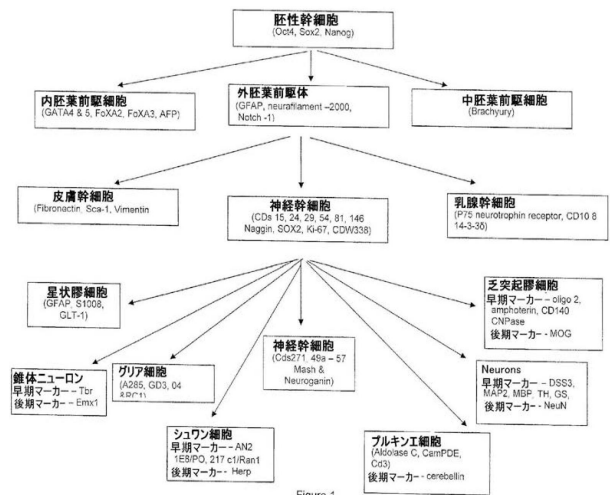 胚性幹細胞
(Oct4, Sox2, Nanog)
内胚葉前駆細胞
(GATA4 & 5, FoXA2, FoXA3, AFP)
外胚葉前駆体
(GFAP, neurafilament –2000,
Notch -1)
中胚葉前駆細胞
(Brachyury)
皮膚幹細胞
(Fibronectin, Sca-1, Vimentin
神経幹細胞
(CDs 15, 24, 29, 54, 81, 146
Naggin, SOX2, Ki-67, CDW338)
乳腺幹細胞
(P75 neurotrophin receptor, CD10 8
14-3-3δ)
星状膠細胞
(GFAP, S1008,
GLT-1)
神経幹細胞
(Cds271, 49a – 57
Mash &
Neuroganin)
芝突起膠細胞
早期マーカー – oligo 2,
amphoterin, CD140
CNPase
後期マーカー - MOG
錐体ニューロン
早期マーカー – Tbr
後期マーカー – Emx1
グリア細胞
(A285, GD3, 04
&RC1)
Neurons
早期マーカー – DSS3,
MAP2, MBP, TH, GS,
後期マーカー - NeuN
シュワン細胞
早期マーカー - AN2
1E8/PO, 217 c1/Ran1
後期マーカー - Herp
プルキンエ細胞
(Aldolase C, CamPDE,
Cd3)
後期マーカー - cerebellin
Figure 1